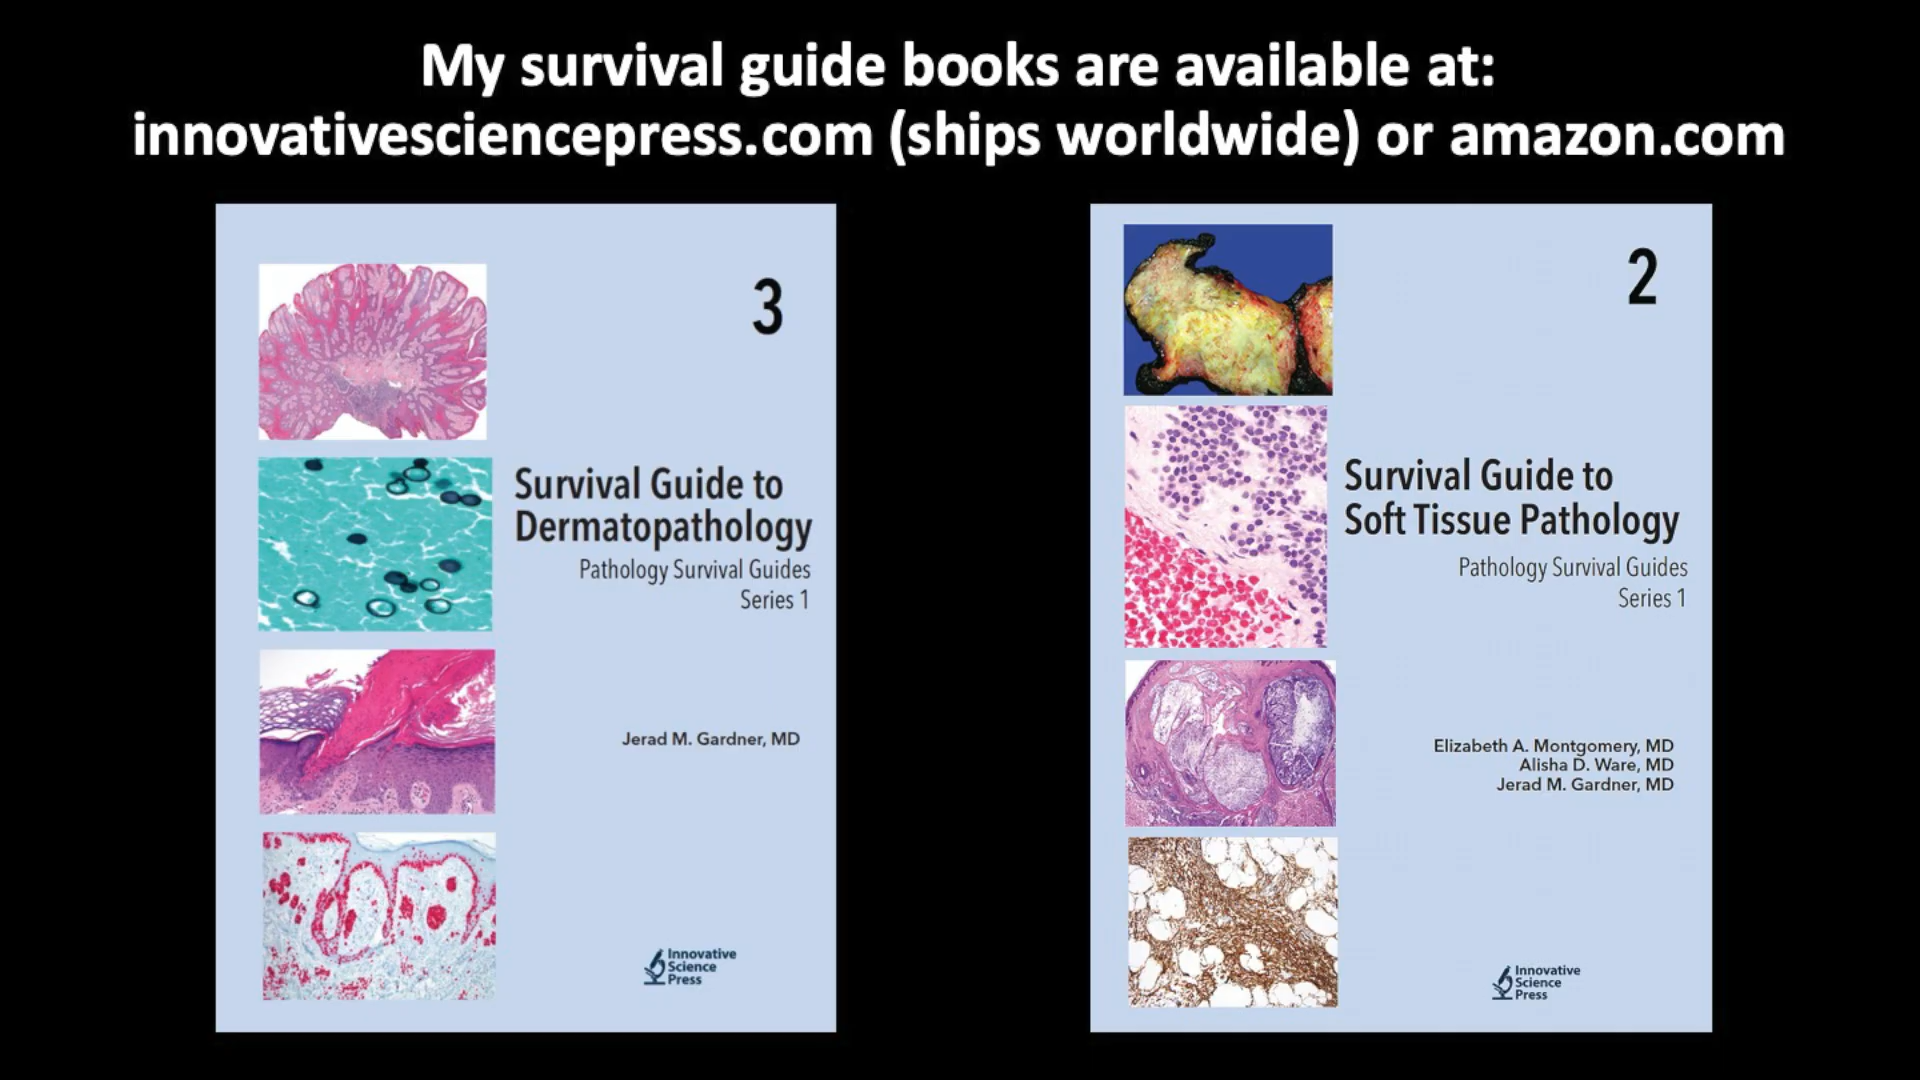 My survival guide books are available at:
innovativesciencepress.com (ships worldwide) or amazon.com
3
Survival Guide to
Dermatopathology
Pathology Survival Guides
Series 1
Jerad M. Gardner, MD
Innovative
Science
Press
2
Survival Guide to
Soft Tissue Pathology
Pathology Survival Guides
Series 1
Elizabeth A. Montgomery, MD
Alisha D. Ware, MD
Jerad M. Gardner, MD
Innovative
Science
Press